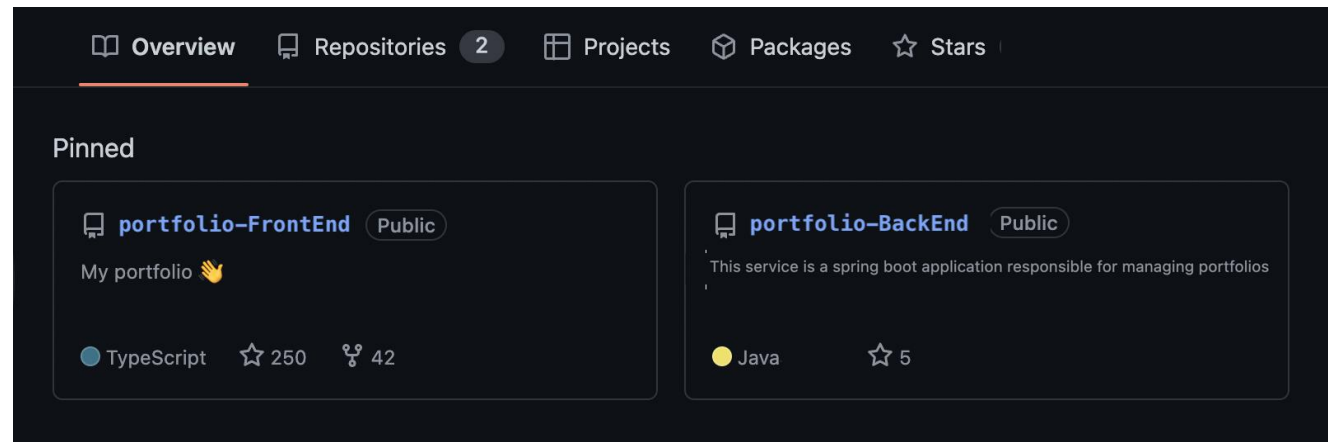 Overview Repositories 2 Projects Packages Stars
Pinned
portfolio-FrontEnd Public
My portfolio 👋
TypeScript 250 42
portfolio-BackEnd Public
This service is a spring boot application responsible for managing portfolios
Java 5